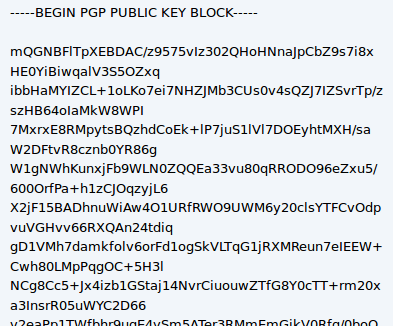 -----BEGIN PGP PUBLIC KEY BLOCK-----
mQGNBFlTpXEBDAC/z9575vIz302QHoHNnaJpCbZ9s7i8x
HE0YiBiwqalV3S5OZxq
ibbHaMYIZCL+1oLKo7ei7NHZJMb3CUs0v4sQZJ7IZSvrTp/z
szHB64oIaMkW8WPI
7MxrxE8RMpytsBQzhdCoEk+lP7juS1lVl7DOEyhtMXH/sa
W2DFtvR8cznb0YR86g
W1gNWhKunxjFb9WLN0ZQQEa33vu80qRRODO96eZxu5/
600OrfPa+h1zCJOqzyjL6
X2jF15BADhnuWiAw4O1URfRWO9UWM6y20clsYTFCvOdp
vuVGHvv66RXQAn24tdiq
gD1VMh7damkfolv6orFd1ogSkVLTqG1jRXMReun7eIEEW+
Cwh80LMpPqgOC+5H3l
NCg8Cc5+Jx4izb1GStaj14NvrCiuouwZTfG8Y0cTT+rm20x
a3InsrR05uWYC2D66